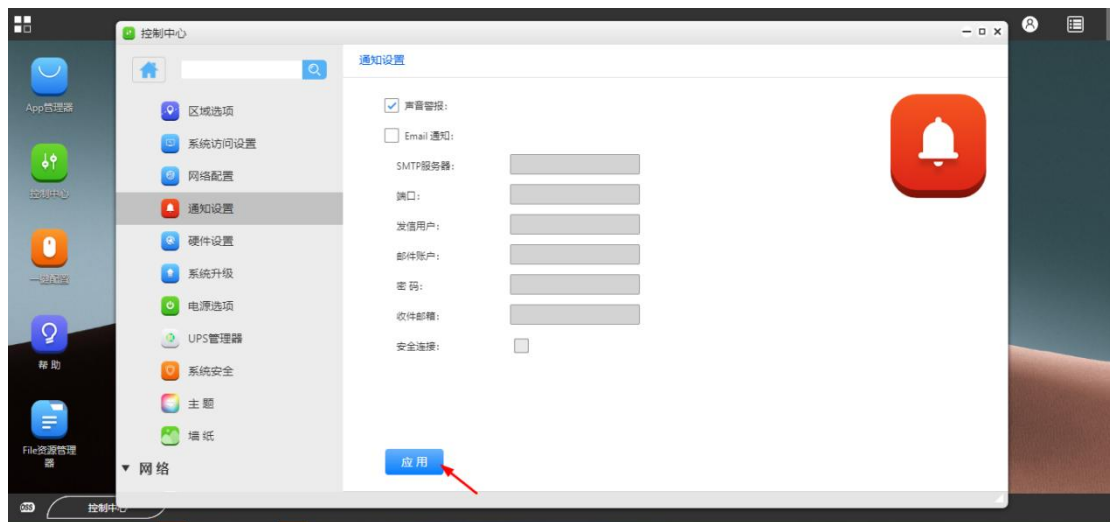 控制中心
App管理器
控制中心
一键配置
帮 助
File资源管理
器
区域选项
系统访问设置
网络配置
通知设置
硬件设置
系统升级
电源选项
UPS管理器
系统安全
主 题
墙 纸
网 络
通知设置
声音警报:
Email 通知:
SMTP服务器:
端口:
发信用户:
邮件账户:
密 码:
收件邮箱:
安全连接:
应 用
控制中心